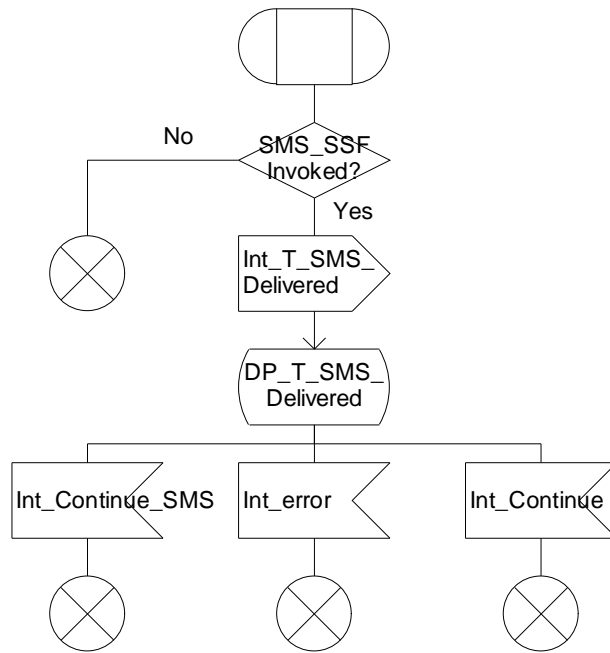 No
SMS_SSF
Invoked?
Yes
Int_T_SMS_
Delivered
DP_T_SMS_
Delivered
Int_Continue_SMS
Int_error
Int_Continue